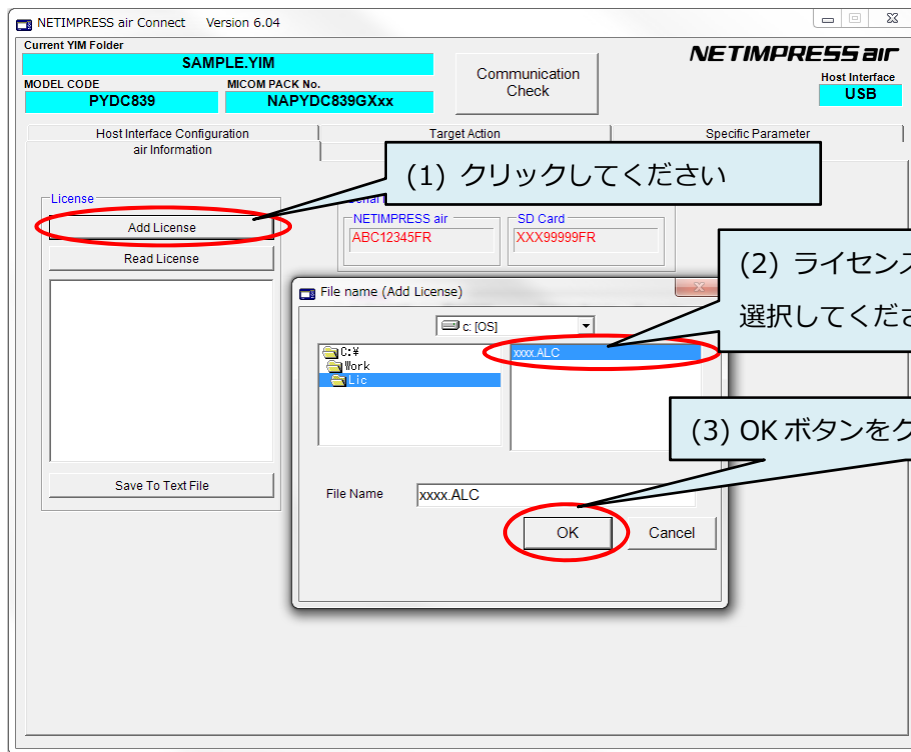 NETIMPRESS air Connect Version 6.04
Current YIM Folder
SAMPLE.YIM
MODEL CODE
MICOM PACK No.
PYDC839
NAPYDC839GXxx
Communication
Check
NETIMPRESS air
Host Interface
USB
Host Interface Configuration
Target Action
Specific Parameter
air Information
(1) クリックしてください
License
Add License
Read License
Save To Text File
NETIMPRESS air
ABC12345FR
SD Card
XXX99999FR
(2) ライセンス
選択してくださ
File name (Add License)
c: [OS]
C:¥
Work
Lic
xxxx.ALC
(3) OK ボタンをク
File Name
xxxx.ALC
OK
Cancel